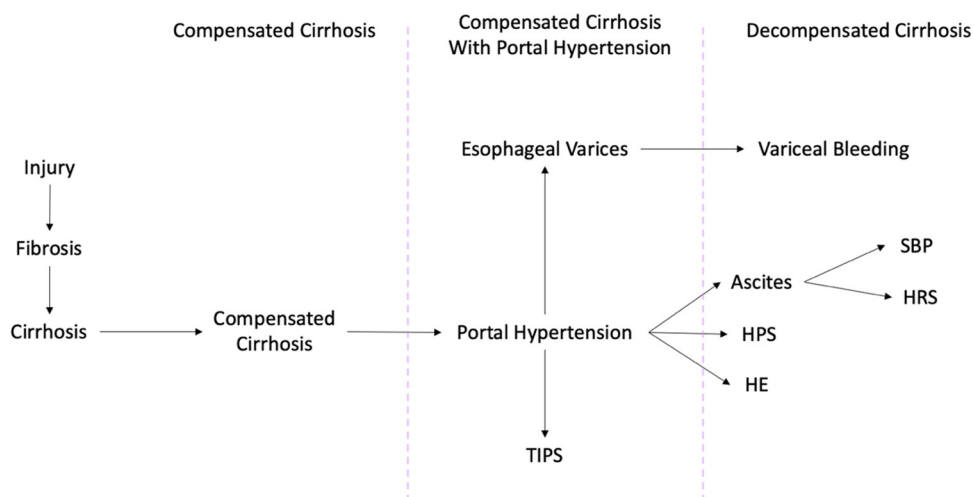 Compensated Cirrhosis
Compensated Cirrhosis
With Portal Hypertension
Decompensated Cirrhosis
Injury
Fibrosis
Cirrhosis
Compensated
Cirrhosis
Esophageal Varices
Portal Hypertension
TIPS
Variceal Bleeding
Ascites
HPS
HE
SBP
HRS